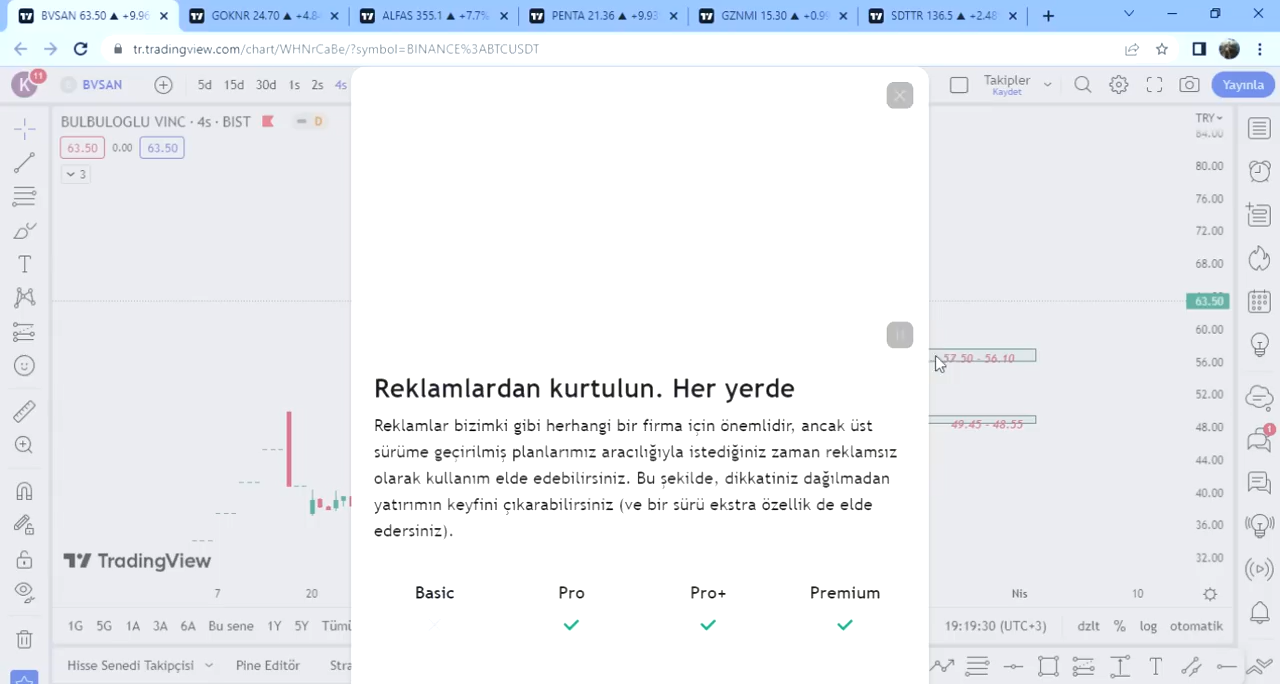 BVSAN 63.50 ▲ +9.96
GOKNR 24.70 ▲ +4.8
ALFAS 355.1 ▲ +7.7%
PENTA 21.36 ▲ +9.93
GZNMI 15.30 ▲ +0.99
SDTTR 136.5 ▲ +2.48
tr.tradingview.com/chart/WHNrCaBe/?symbol=BINANCE%3ABTCUSDT
K
11
BVSAN
5d 15d 30d 1s 2s 4s
Takipler
Kaydet
Yayınla
BULBULOGLU VINC · 4s · BIST
D
63.50 0.00 63.50
3
TRY
84.00
80.00
76.00
72.00
68.00
63.50
60.00
56.00
52.00
48.00
44.00
40.00
36.00
32.00
57.50 - 56.10
49.45 - 48.55
1
Reklamlardan kurtulun. Her yerde
Reklamlar bizimki gibi herhangi bir firma için önemlidir, ancak üst
sürüme geçirilmiş planlarımız aracılığıyla istediğiniz zaman reklamsız
olarak kullanım elde edebilirsiniz. Bu şekilde, dikkatiniz dağılmadan
yatırımın keyfini çıkarabilirsiniz (ve bir sürü ekstra özellik de elde
edersiniz).
Basic Pro Pro+ Premium
TradingView
7 20 Nis 10
1G 5G 1A 3A 6A Bu sene 1Y 5Y Tümü
19:19:30 (UTC+3) dzlt % log otomatik
Hisse Senedi Takipçisi Pine Editör Stra